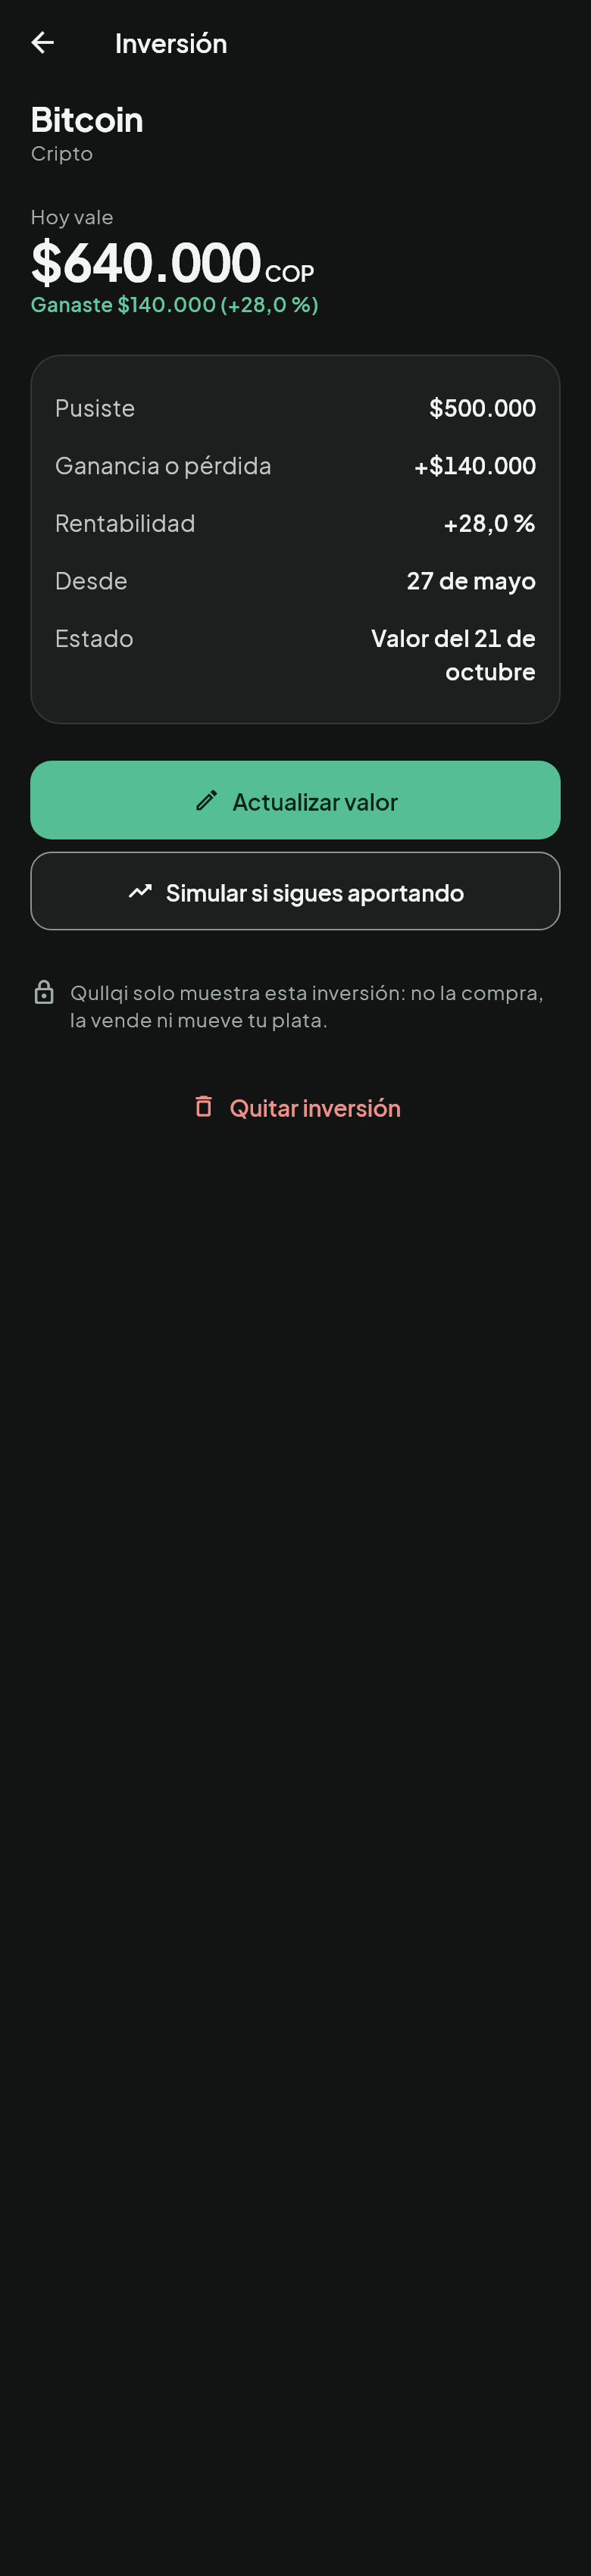 Inversión
Bitcoin
Cripto
Hoy vale
$640.000 COP
Ganaste $140.000 (+28,0 %)
Pusiste $500.000
Ganancia o pérdida +$140.000
Rentabilidad +28,0 %
Desde 27 de mayo
Estado Valor del 21 de
octubre
Actualizar valor
Simular si sigues aportando
Qullqi solo muestra esta inversión: no la compra,
la vende ni mueve tu plata.
Quitar inversión